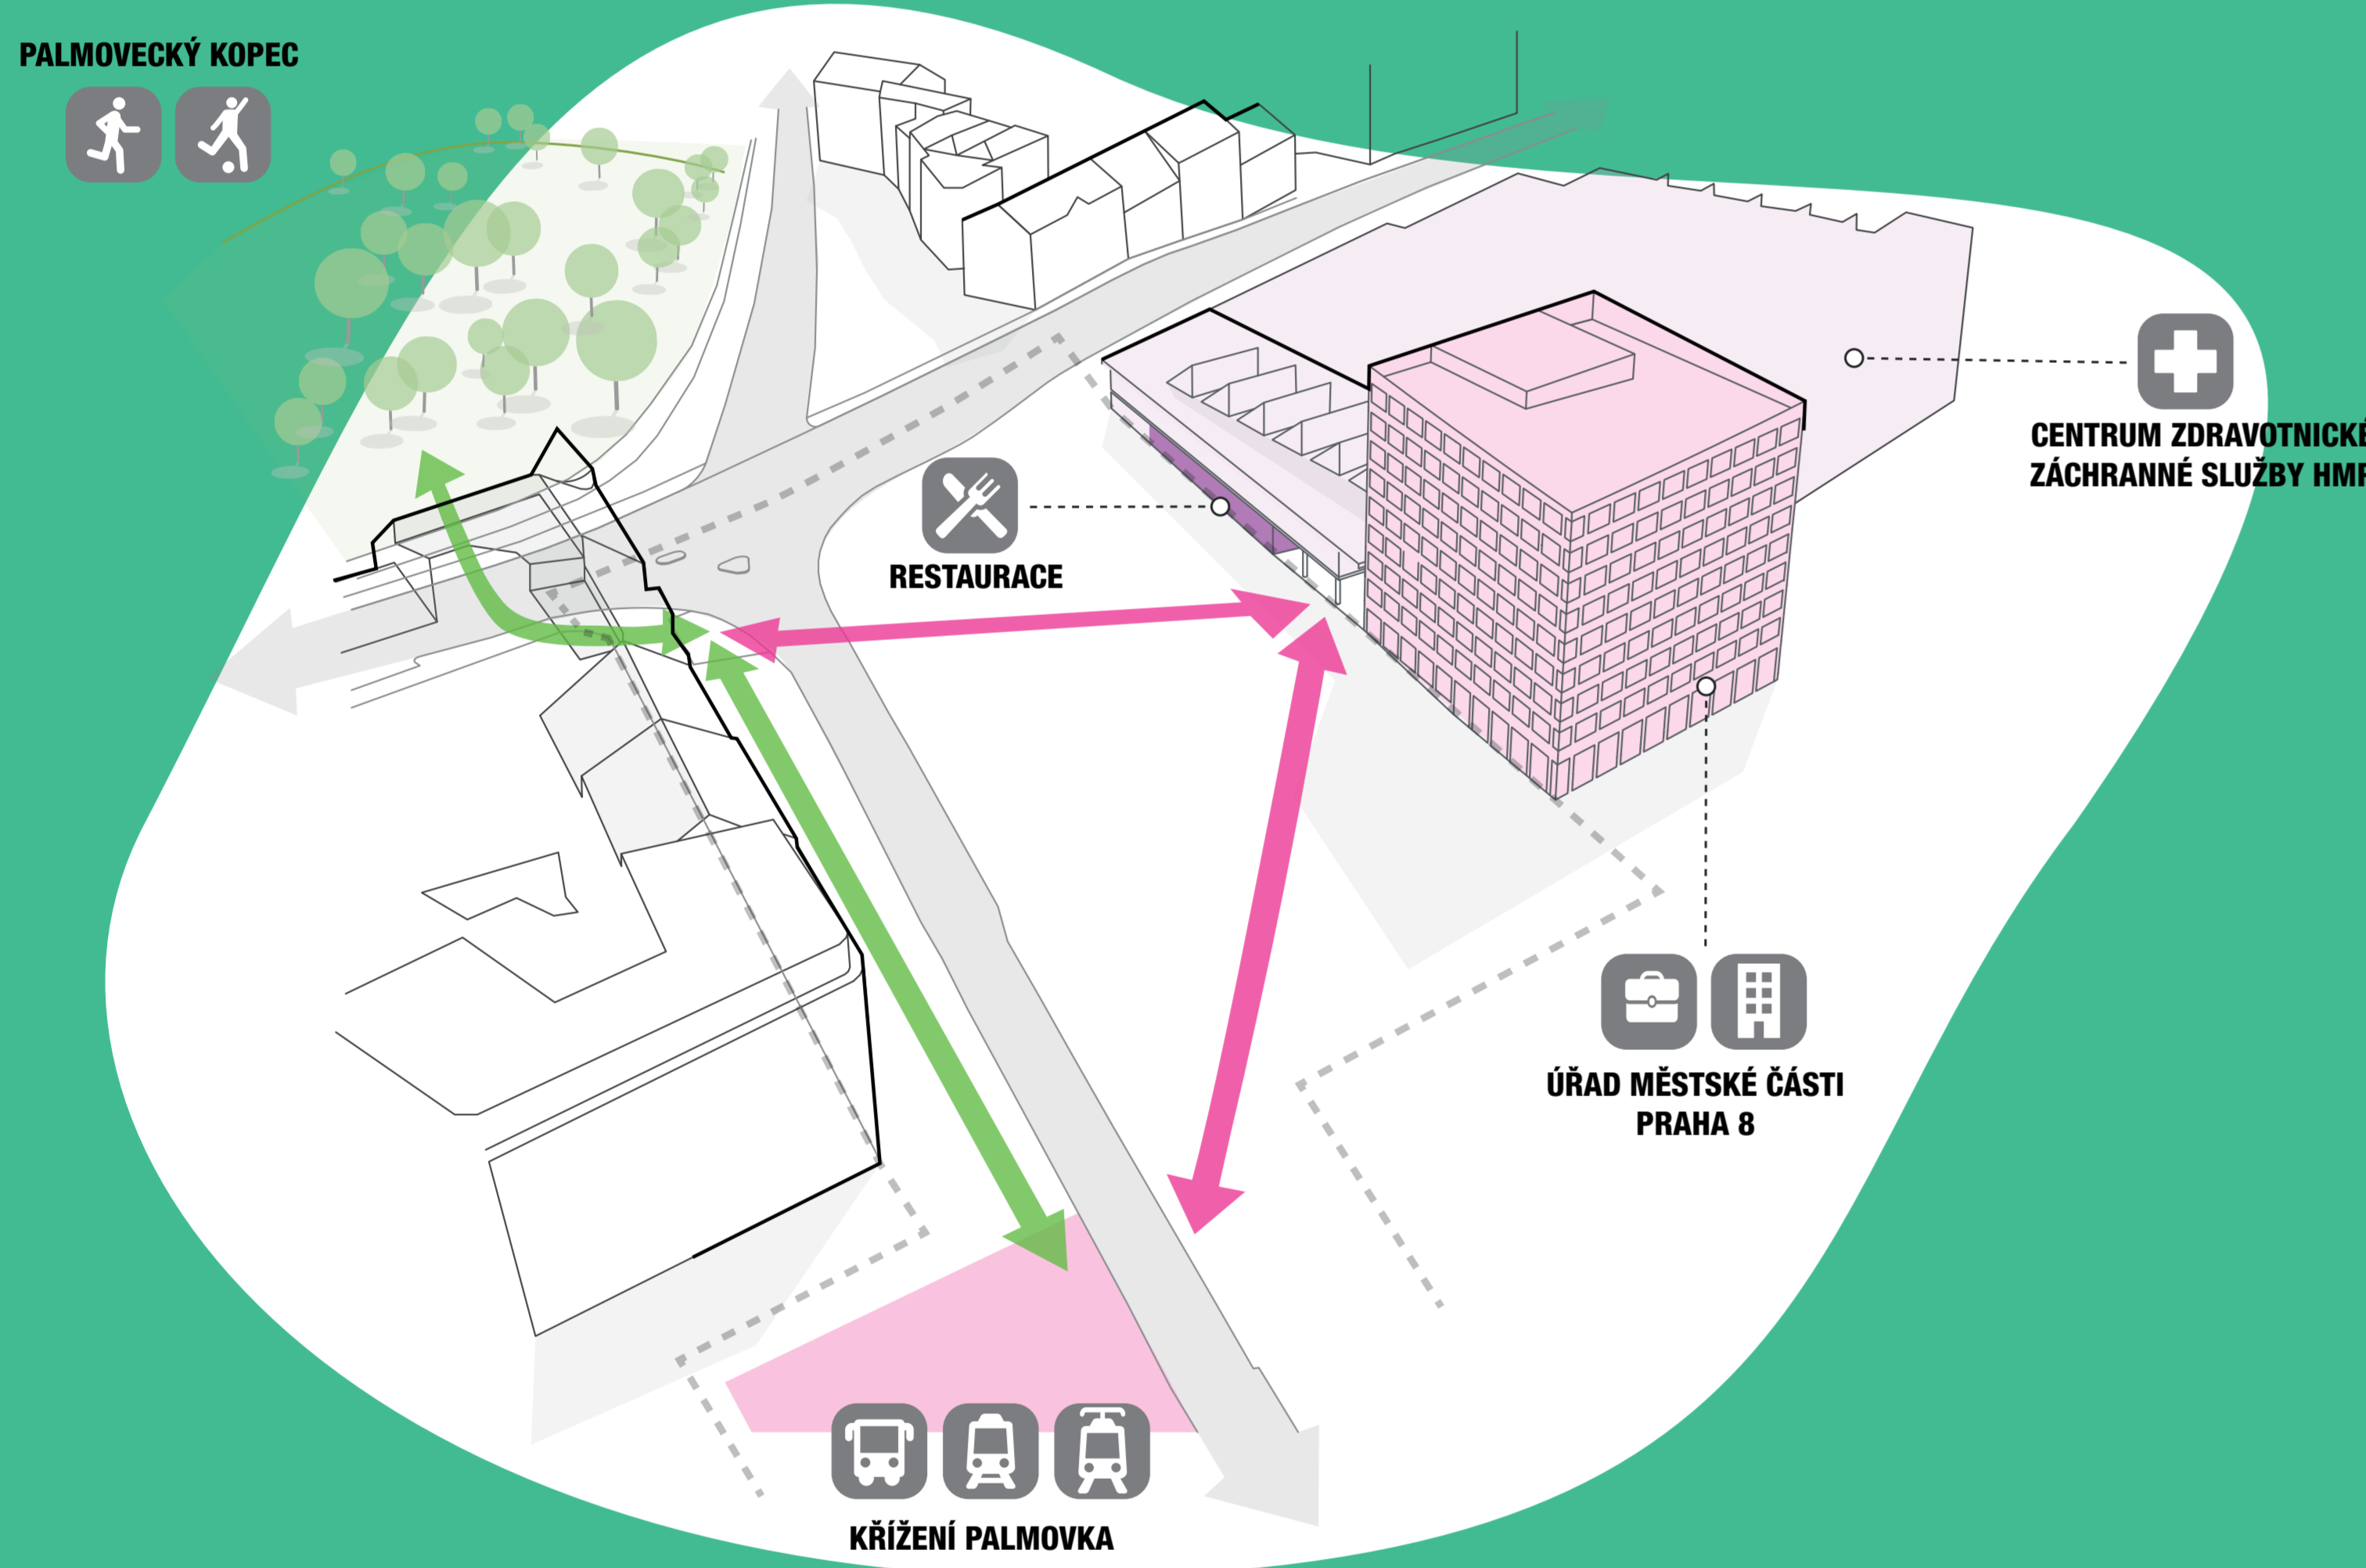 PALMOVECKÝ KOPEC
CENTRUM ZDRAVOTNICKÉ
ZÁCHRANNÉ SLUŽBY HMP
RESTAURACE
ÚŘAD MĚSTSKÉ ČÁSTI
PRAHA 8
KŘÍŽENÍ PALMOVKA